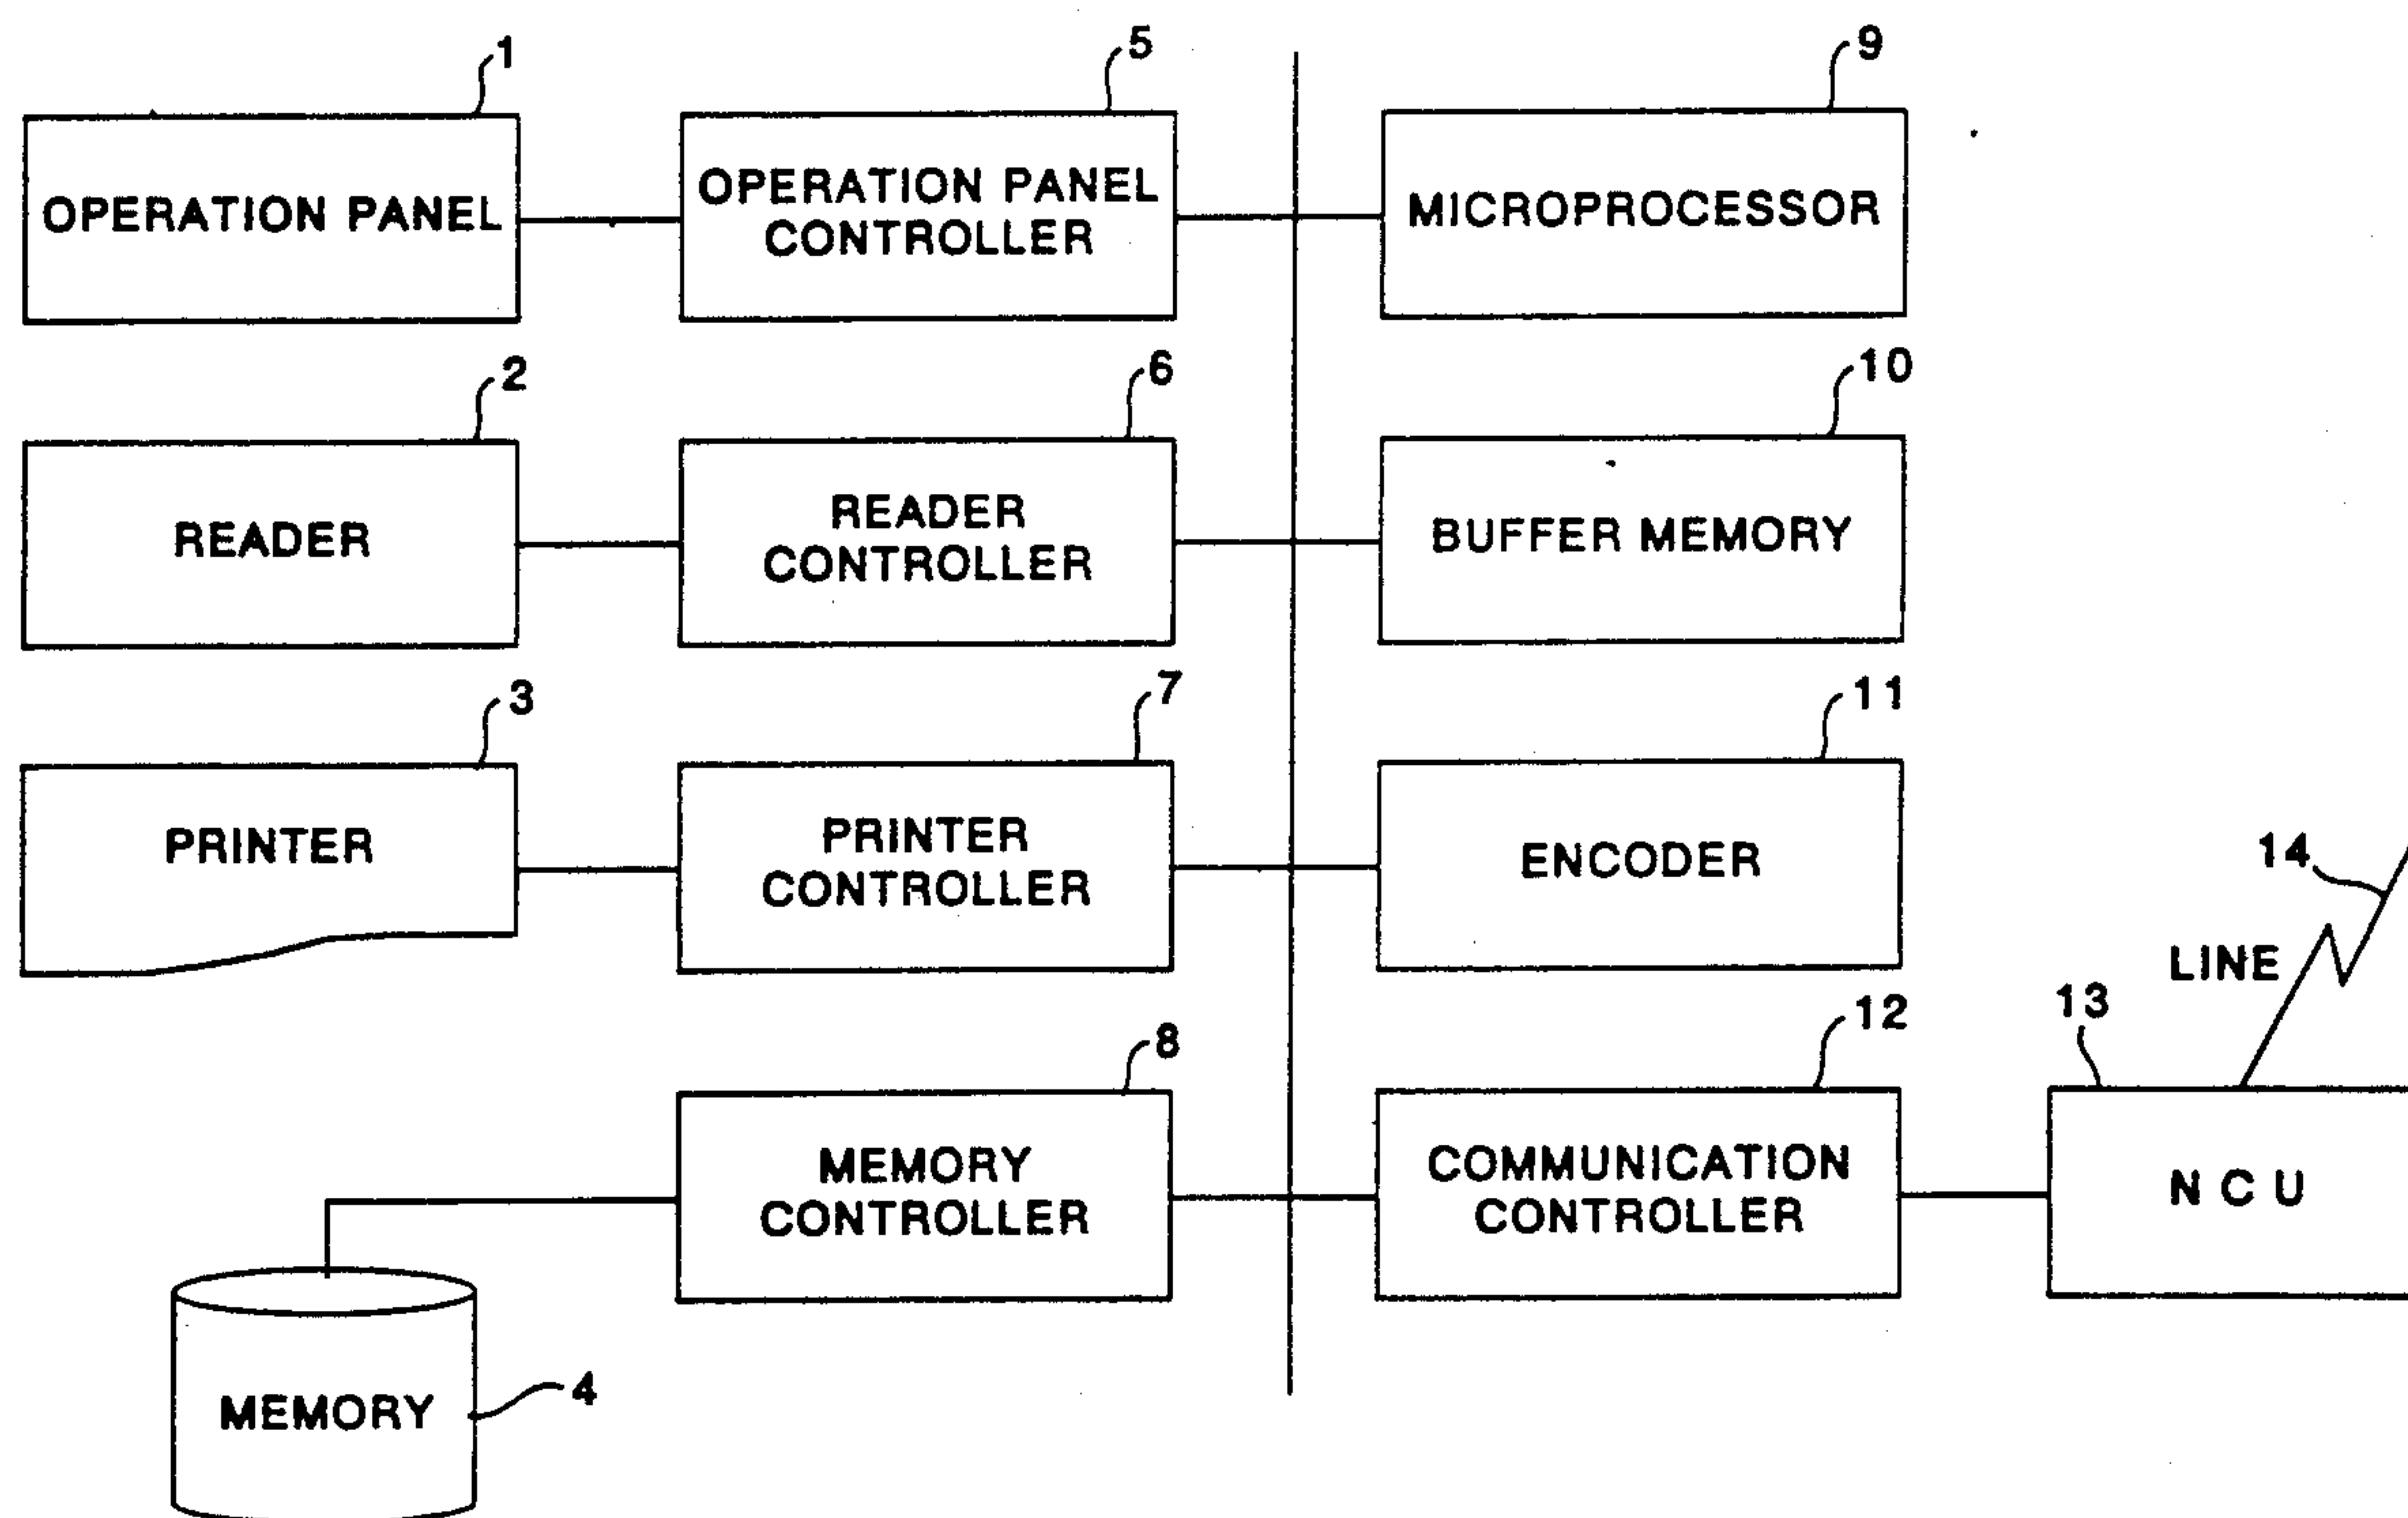 1
5
9
OPERATION PANEL
OPERATION PANEL
CONTROLLER
MICROPROCESSOR
2
6
10
READER
READER
CONTROLLER
BUFFER MEMORY
3
7
11
PRINTER
PRINTER
CONTROLLER
ENCODER
14
LINE
8
12
13
MEMORY
CONTROLLER
COMMUNICATION
CONTROLLER
N C U
MEMORY
4